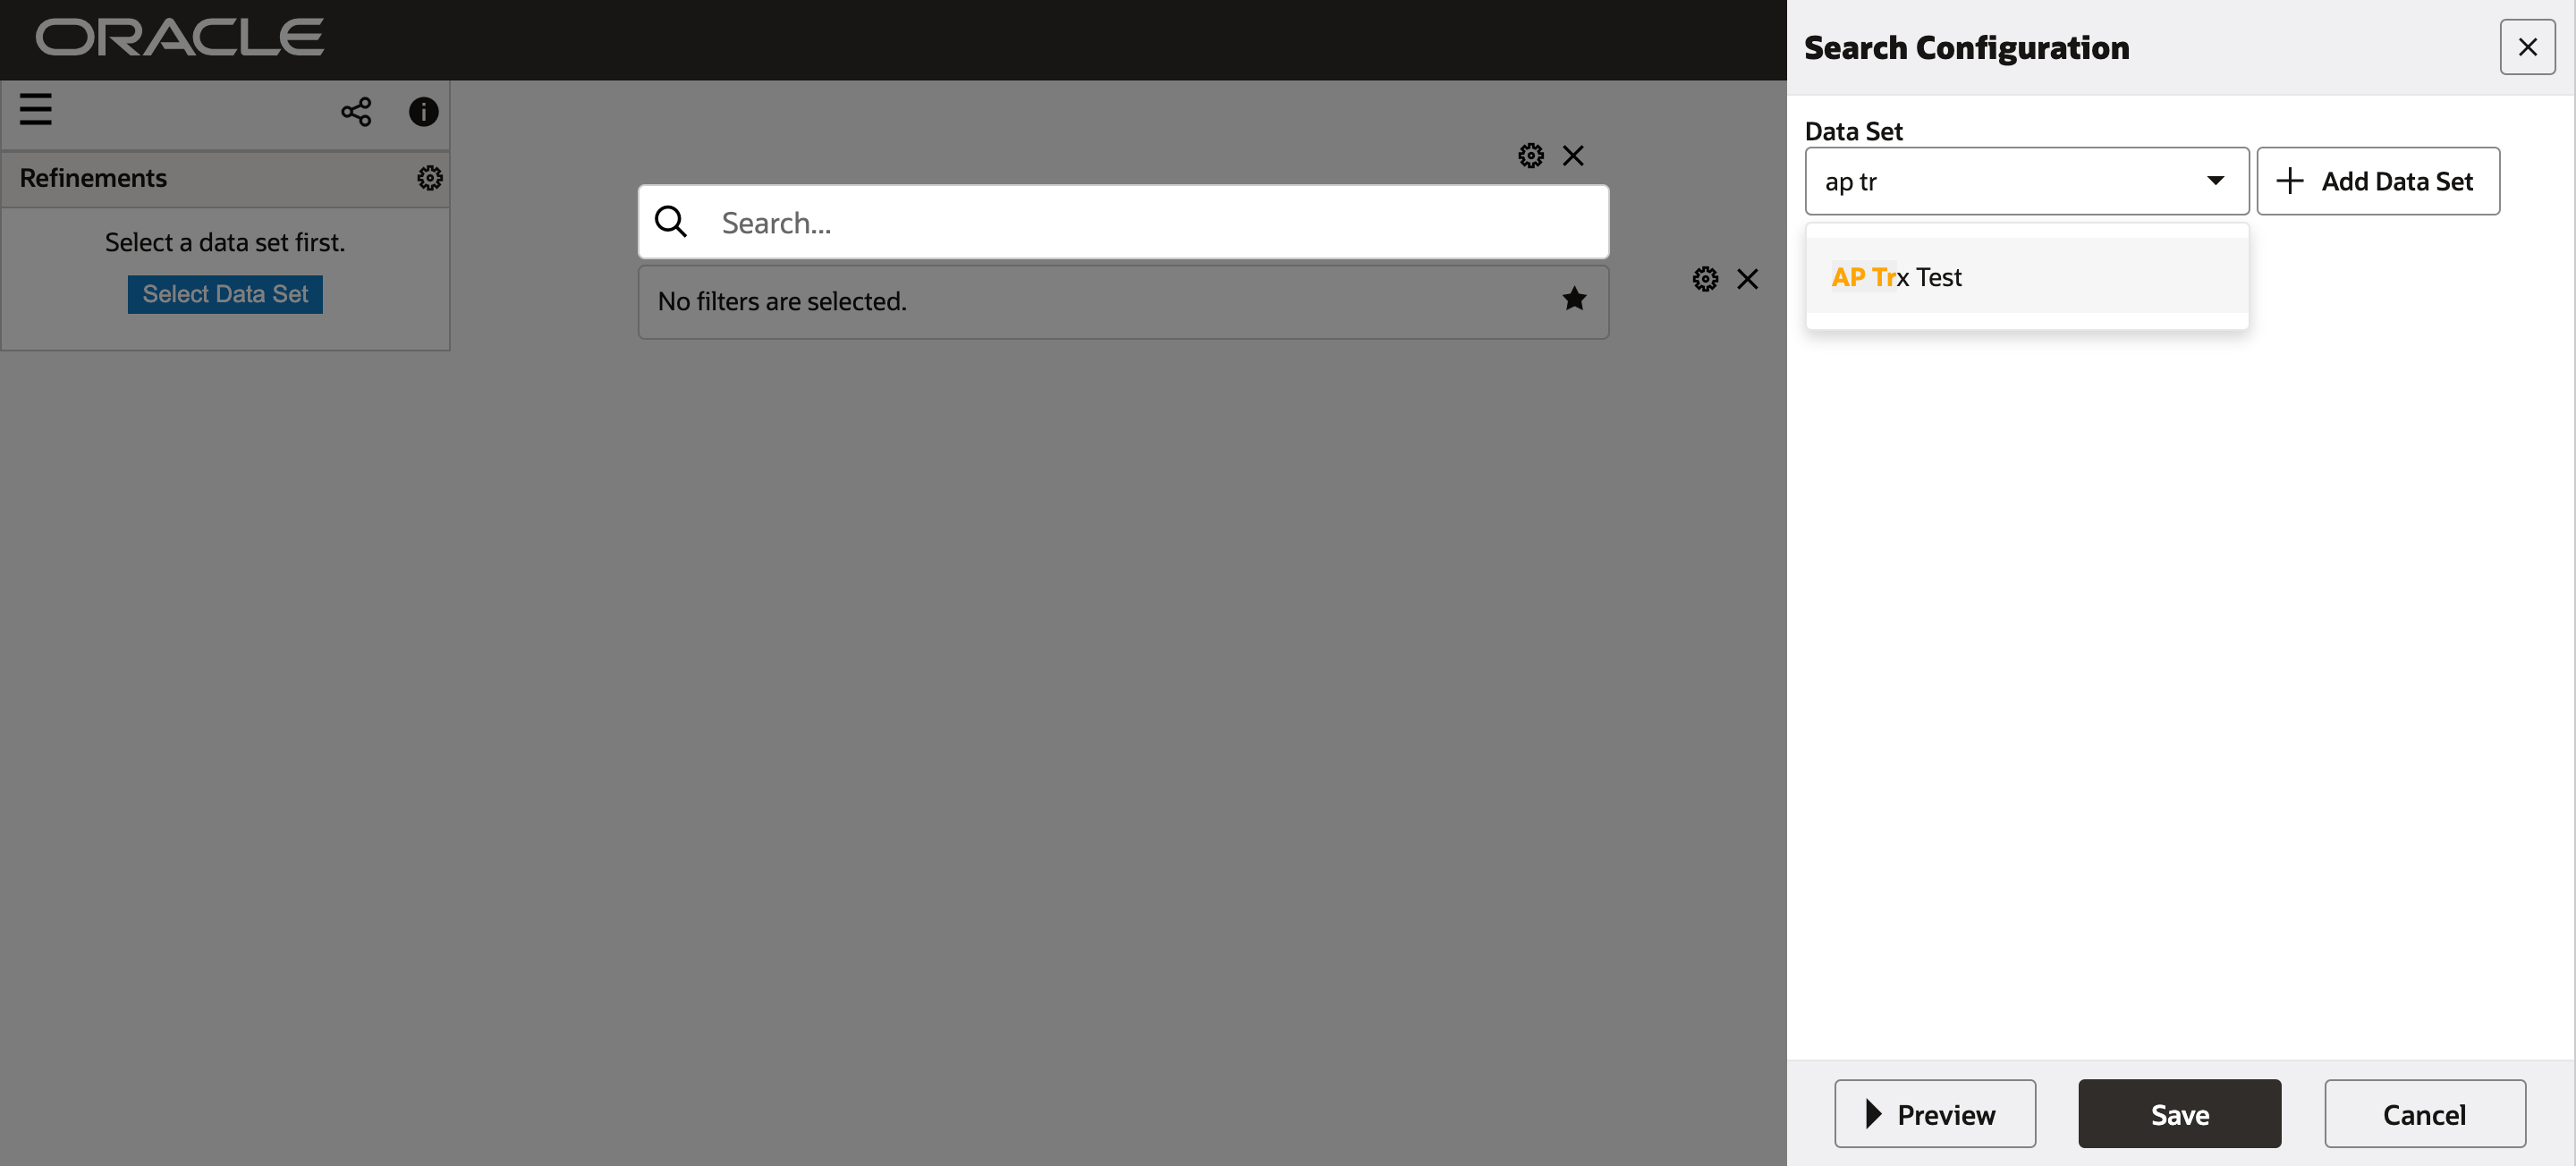 ORACLE
Refinements
Select a data set first.
Select Data Set
Search...
No filters are selected.
Search Configuration
Data Set
ap tr
Add Data Set
AP Trx Test
Preview
Save
Cancel